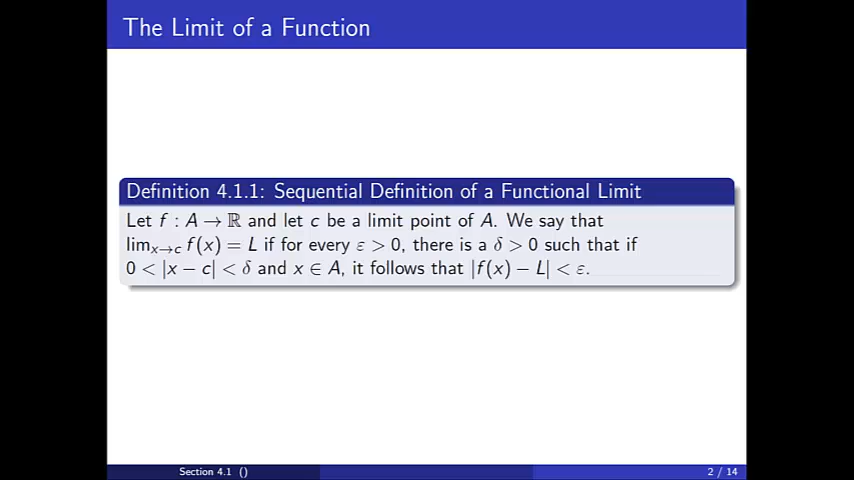 The Limit of a Function
Definition 4.1.1: Sequential Definition of a Functional Limit
Let f : A → ℝ and let c be a limit point of A. We say that
lim_{x→c} f(x) = L if for every ε > 0, there is a δ > 0 such that if
0 < |x − c| < δ and x ∈ A, it follows that |f(x) − L| < ε.
Section 4.1 ()
2 / 14